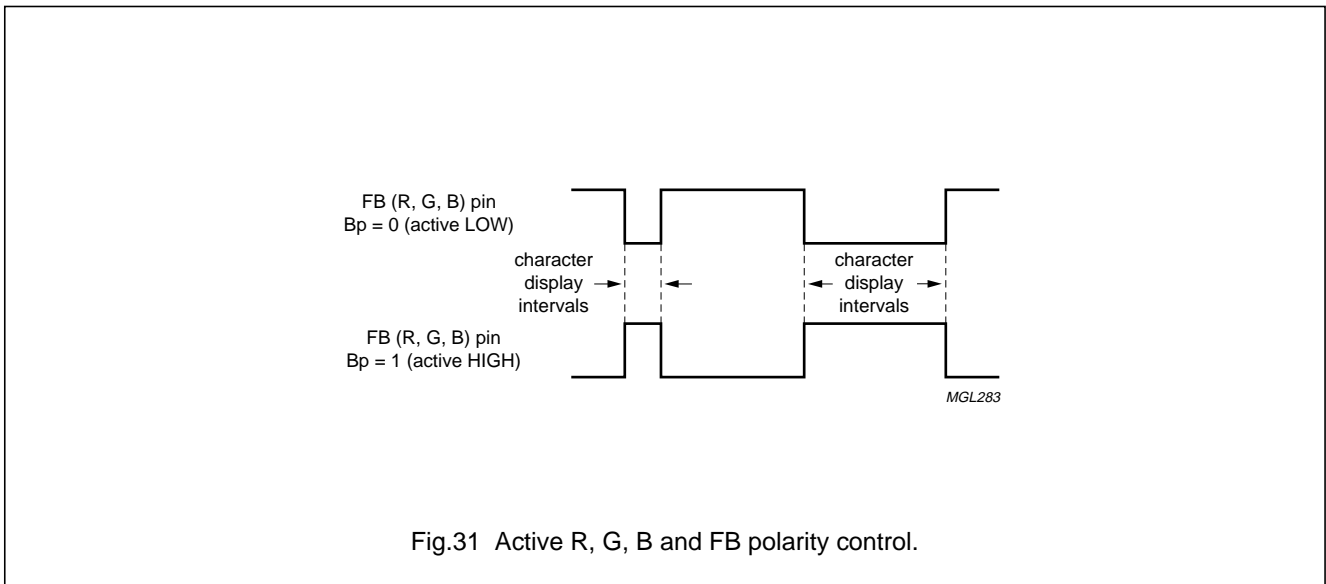 FB (R, G, B) pin
Bp = 0 (active LOW)
character
display
intervals
character
display
intervals
FB (R, G, B) pin
Bp = 1 (active HIGH)
MGL283
Fig.31 Active R, G, B and FB polarity control.